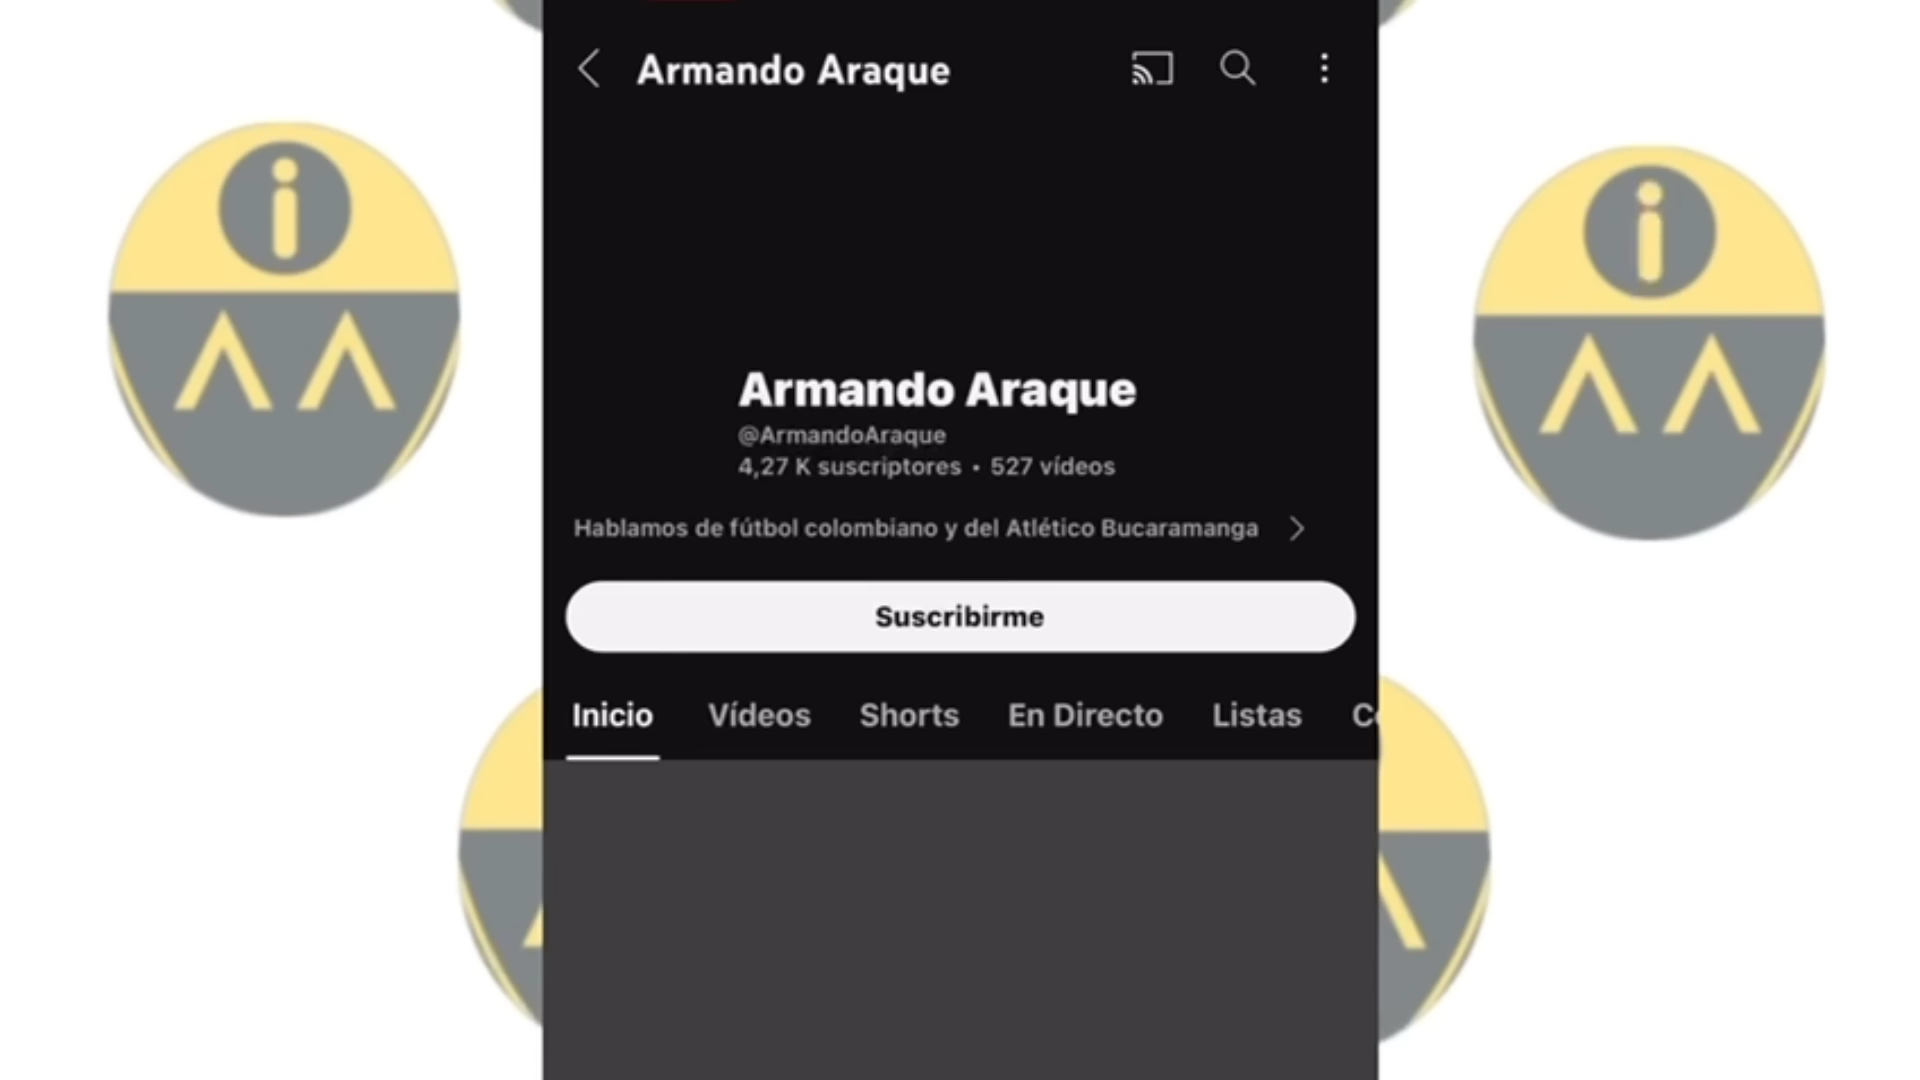 Armando Araque
Armando Araque
@ArmandoAraque
4,27 K suscriptores • 527 vídeos
Hablamos de fútbol colombiano y del Atlético Bucaramanga
Suscribirme
Inicio Vídeos Shorts En Directo Listas